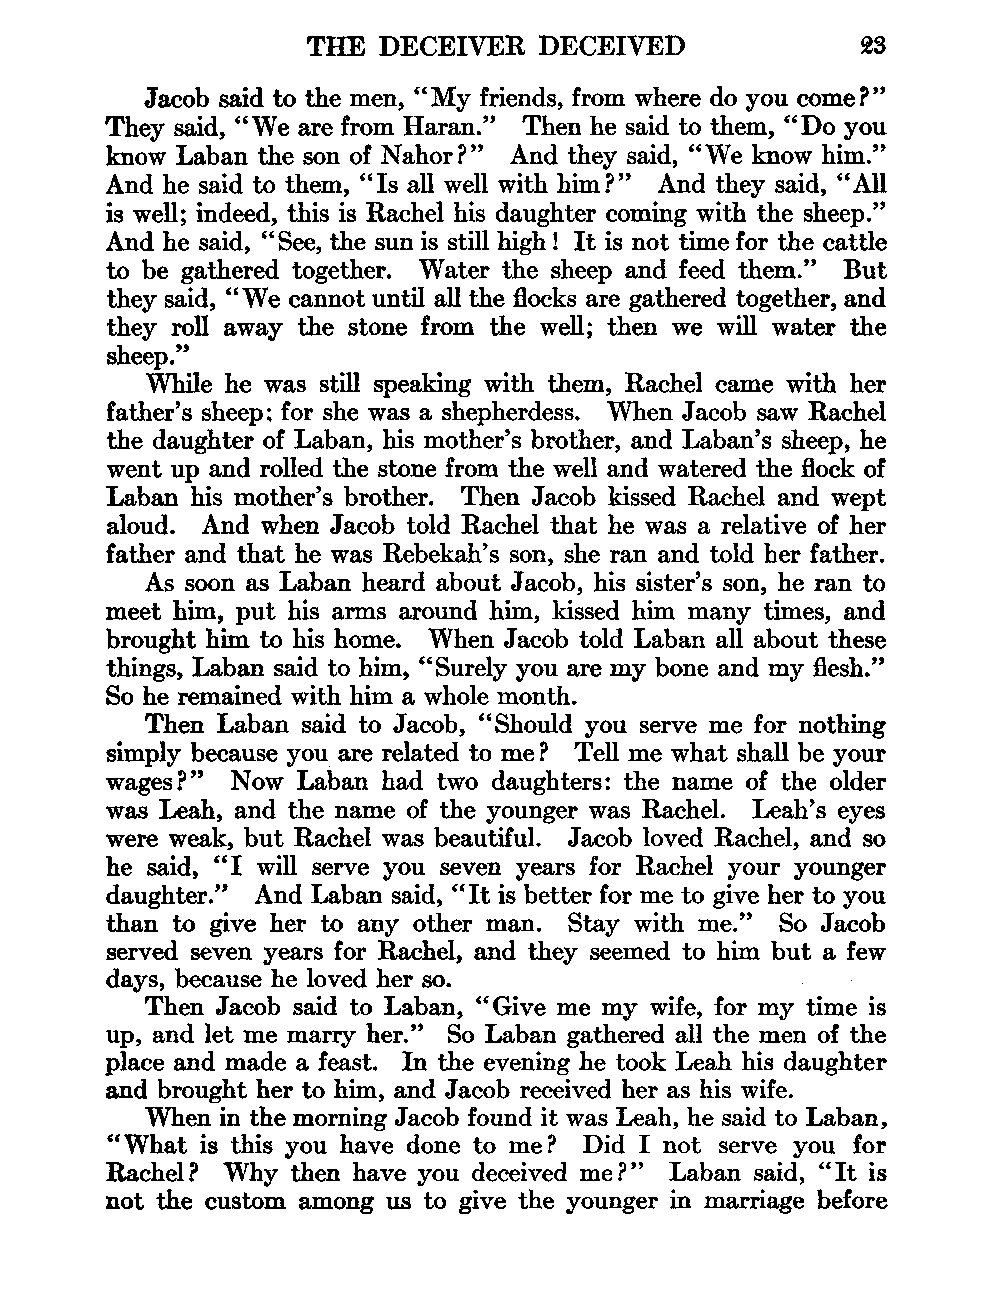 THE DECEIVER DECEIVED 23
Jacob said to the men, “My friends, from where do you come?”
They said, “We are from Haran.” Then he said to them, “Do you
know Laban the son of Nahor?” And they said, “We know him.”
And he said to them, “Is all well with him?” And they said, “All
is well; indeed, this is Rachel his daughter coming with the sheep.”
And he said, “See, the sun is still high! It is not time for the cattle
to be gathered together. Water the sheep and feed them.” But
they said, “We cannot until all the flocks are gathered together, and
they roll away the stone from the well; then we will water the
sheep.”
While he was still speaking with them, Rachel came with her
father’s sheep; for she was a shepherdess. When Jacob saw Rachel
the daughter of Laban, his mother’s brother, and Laban’s sheep, he
went up and rolled the stone from the well and watered the flock of
Laban his mother’s brother. Then Jacob kissed Rachel and wept
aloud. And when Jacob told Rachel that he was a relative of her
father and that he was Rebekah’s son, she ran and told her father.
As soon as Laban heard about Jacob, his sister’s son, he ran to
meet him, put his arms around him, kissed him many times, and
brought him to his home. When Jacob told Laban all about these
things, Laban said to him, “Surely you are my bone and my flesh.”
So he remained with him a whole month.
Then Laban said to Jacob, “Should you serve me for nothing
simply because you are related to me? Tell me what shall be your
wages?” Now Laban had two daughters: the name of the older
was Leah, and the name of the younger was Rachel. Leah’s eyes
were weak, but Rachel was beautiful. Jacob loved Rachel, and so
he said, “I will serve you seven years for Rachel your younger
daughter.” And Laban said, “It is better for me to give her to you
than to give her to any other man. Stay with me.” So Jacob
served seven years for Rachel, and they seemed to him but a few
days, because he loved her so.
Then Jacob said to Laban, “Give me my wife, for my time is
up, and let me marry her.” So Laban gathered all the men of the
place and made a feast. In the evening he took Leah his daughter
and brought her to him, and Jacob received her as his wife.
When in the morning Jacob found it was Leah, he said to Laban,
“What is this you have done to me? Did I not serve you for
Rachel? Why then have you deceived me?” Laban said, “It is
not the custom among us to give the younger in marriage before